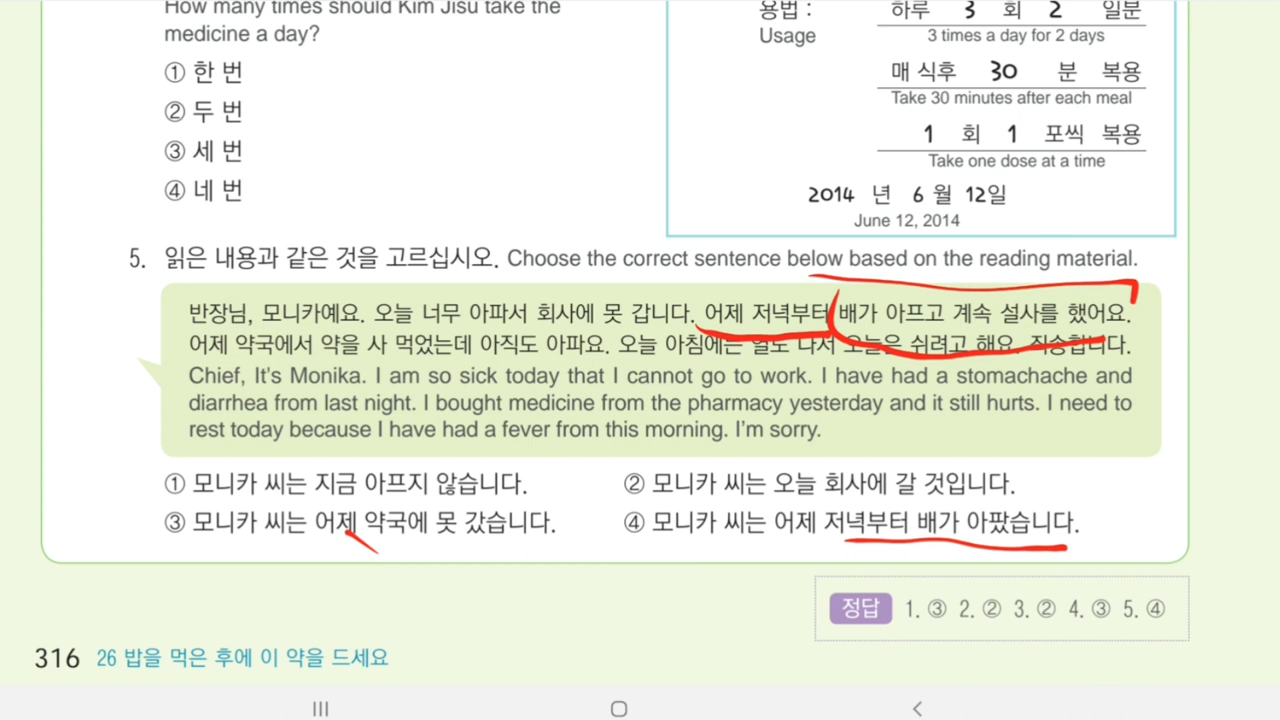 How many times should Kim Jisu take the
medicine a day?
① 한 번
② 두 번
③ 세 번
④ 네 번
용법 :
Usage
하루 3 회 2 일분
3 times a day for 2 days
매 식후 30 분 복용
Take 30 minutes after each meal
1 회 1 포씩 복용
Take one dose at a time
2014 년 6 월 12일
June 12, 2014
5. 읽은 내용과 같은 것을 고르십시오. Choose the correct sentence below based on the reading material.
반장님, 모니카예요. 오늘 너무 아파서 회사에 못 갑니다. 어제 저녁부터 배가 아프고 계속 설사를 했어요.
어제 약국에서 약을 사 먹었는데 아직도 아파요. 오늘 아침에는 열도 나서 오늘은 쉬려고 해요. 죄송합니다.
Chief, It's Monika. I am so sick today that I cannot go to work. I have had a stomachache and
diarrhea from last night. I bought medicine from the pharmacy yesterday and it still hurts. I need to
rest today because I have had a fever from this morning. I'm sorry.
① 모니카 씨는 지금 아프지 않습니다.
② 모니카 씨는 오늘 회사에 갈 것입니다.
③ 모니카 씨는 어제 약국에 못 갔습니다.
④ 모니카 씨는 어제 저녁부터 배가 아팠습니다.
정답 1. ③ 2. ② 3. ② 4. ③ 5. ④
316 26 밥을 먹은 후에 이 약을 드세요